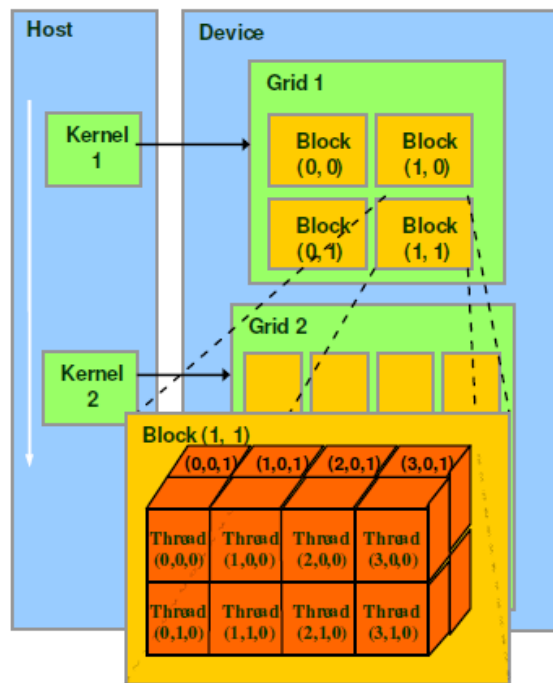 Host
Device
Grid 1
Kernel
1
Block
(0, 0)
Block
(1, 0)
Block
(0, 1)
Block
(1, 1)
Grid 2
Kernel
2
Block (1, 1)
(0,0,1)
(1,0,1)
(2,0,1)
(3,0,1)
Thread
(0,0,0)
Thread
(1,0,0)
Thread
(2,0,0)
Thread
(3,0,0)
Thread
(0,1,0)
Thread
(1,1,0)
Thread
(2,1,0)
Thread
(3,1,0)